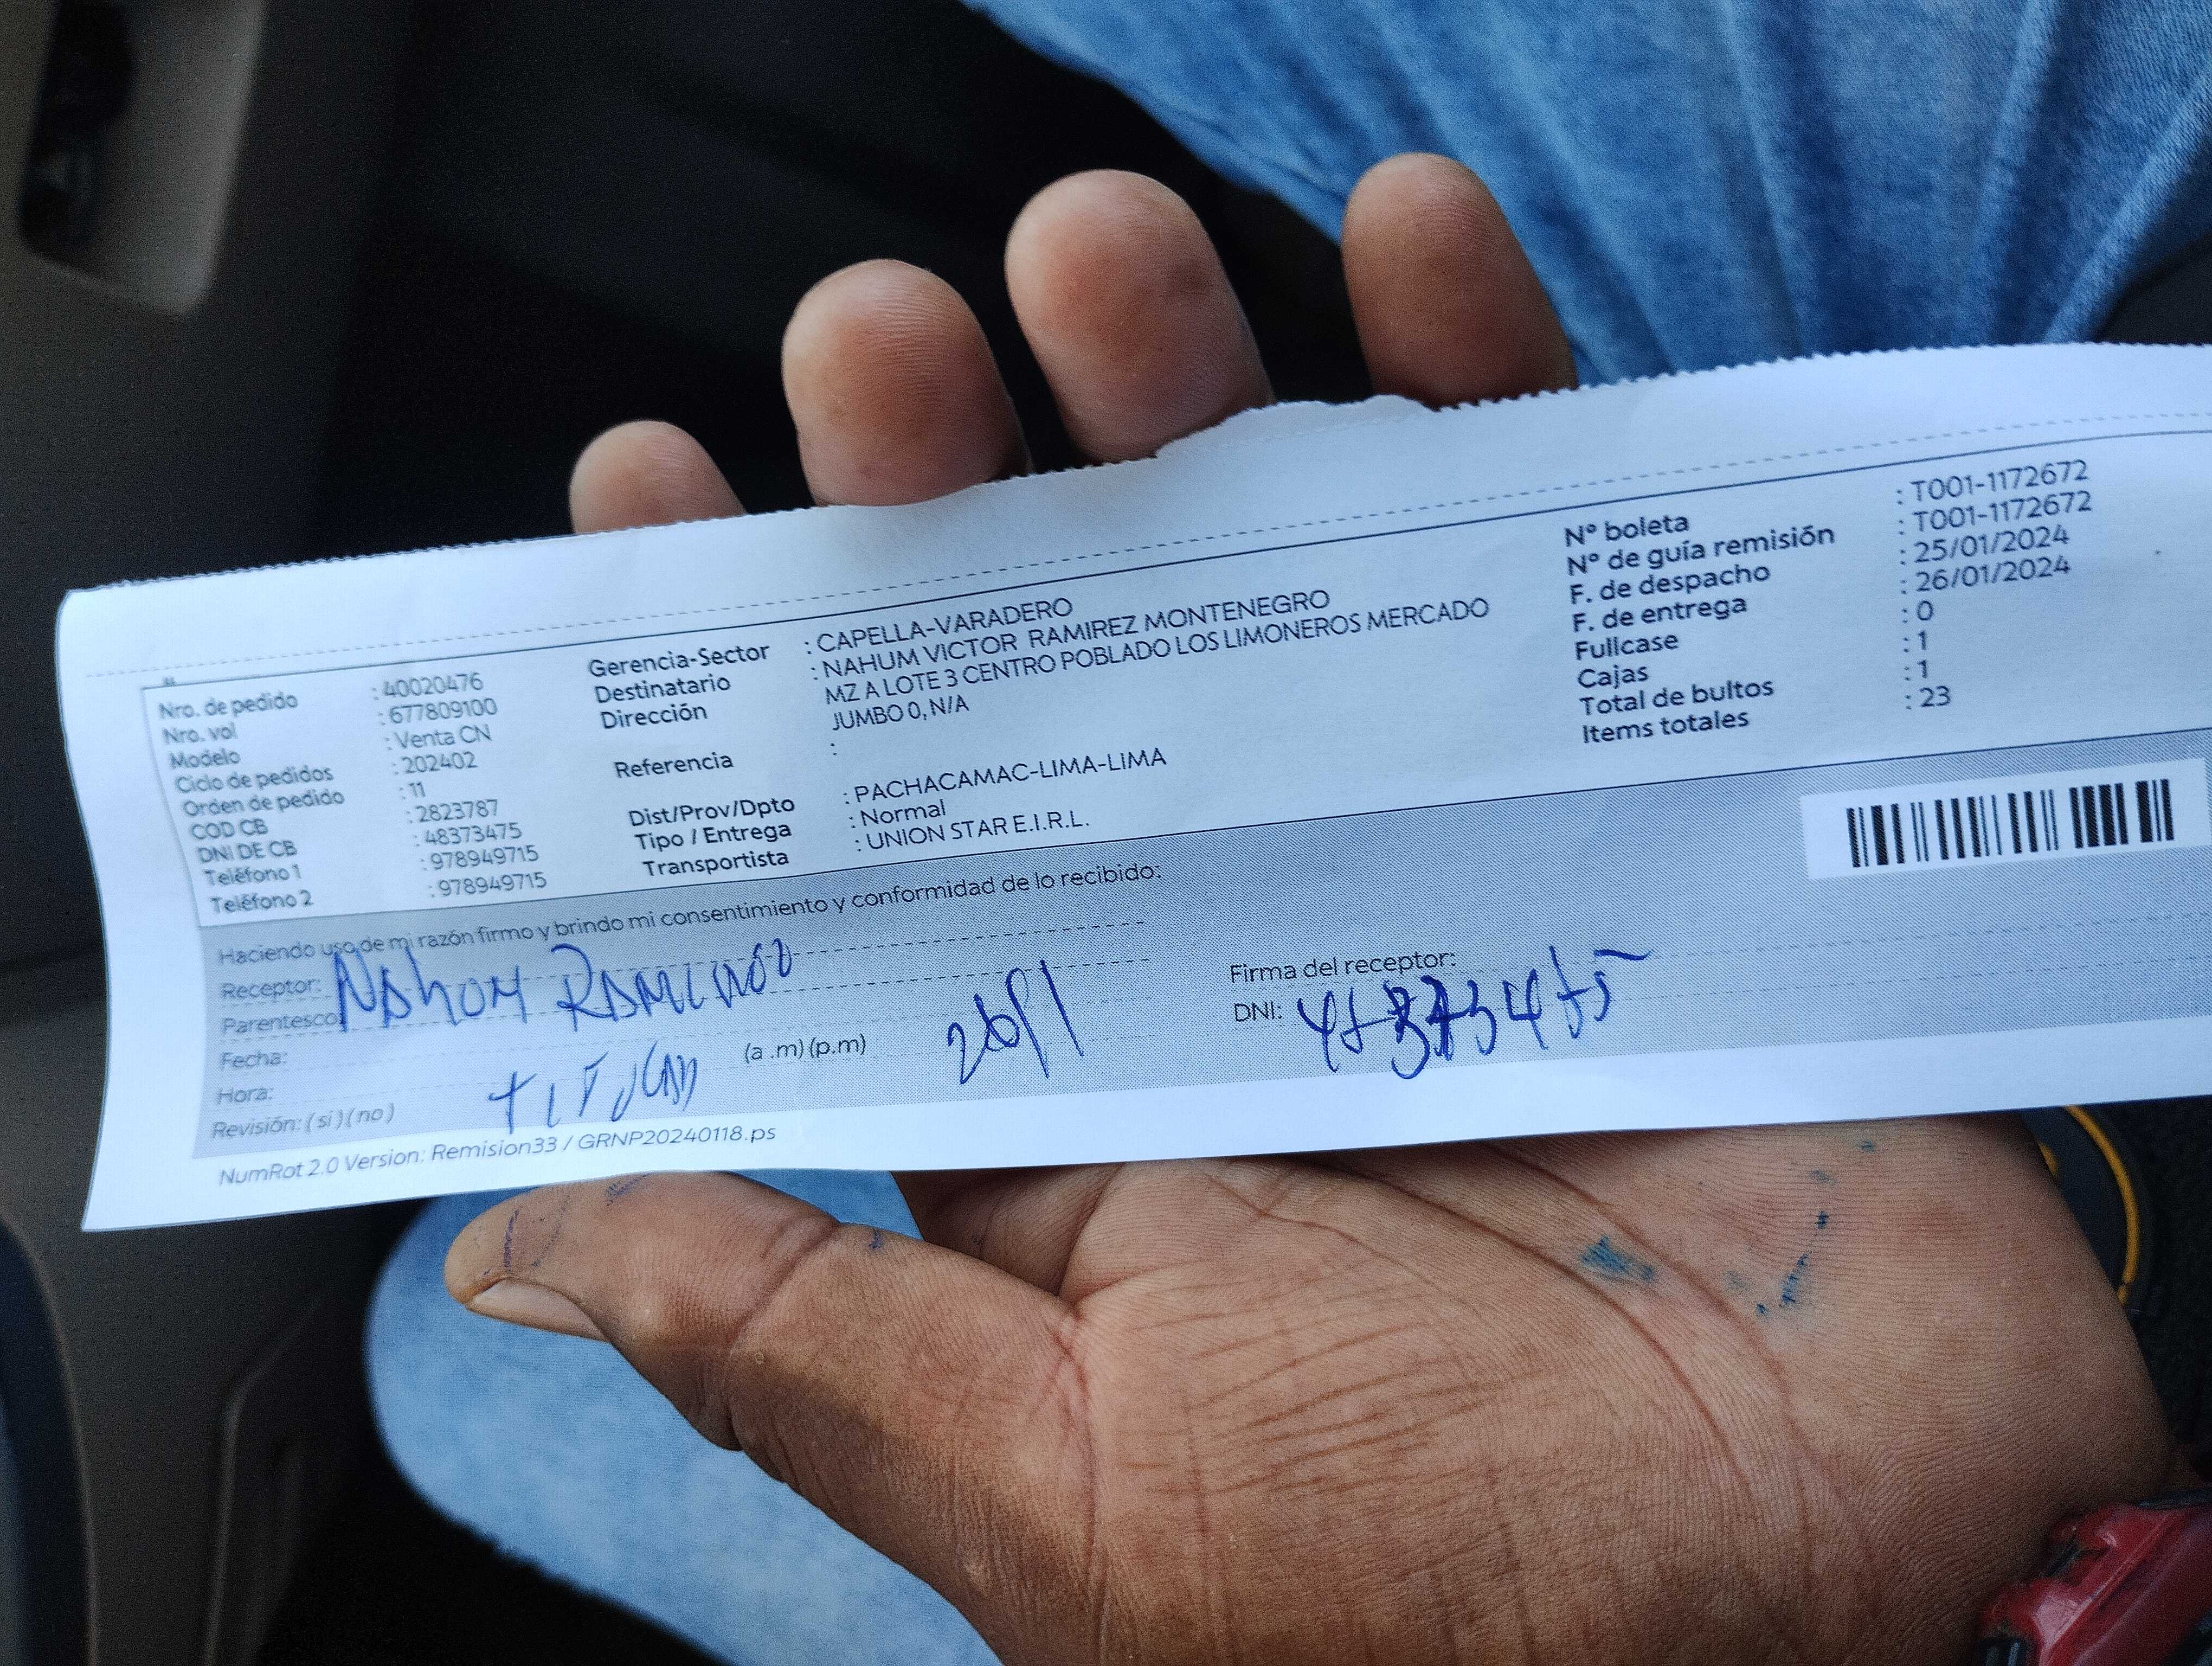 Nro. de pedido : 40020476
Nro. vol : 677809100
Modelo : Venta CN
Ciclo de pedidos : 202402
Orden de pedido : 11
COD CB : 2823787
DNI DE CB : 48373475
Teléfono 1 : 978949715
Teléfono 2 : 978949715
Gerencia-Sector : CAPELLA-VARADERO
Destinatario : NAHUM VICTOR RAMIREZ MONTENEGRO
Dirección MZ A LOTE 3 CENTRO POBLADO LOS LIMONEROS MERCADO
JUMBO 0, N/A
Referencia :
Dist/Prov/Dpto : PACHACAMAC-LIMA-LIMA
Tipo / Entrega : Normal
Transportista : UNION STAR E.I.R.L.
N° boleta : T001-1172672
N° de guía remisión : T001-1172672
F. de despacho : 25/01/2024
F. de entrega : 26/01/2024
Fullcase : 0
Cajas : 1
Total de bultos : 1
Items totales : 23
Haciendo uso de mi razón firmo y brindo mi consentimiento y conformidad de lo recibido:
Receptor: Nahum
Parentesco:
Fecha:
Hora: (a .m) (p.m) 26/1
Revisión: ( si ) ( no )
Firma del receptor:
DNI:
NumRot 2.0 Version: Remision33 / GRNP20240118.ps